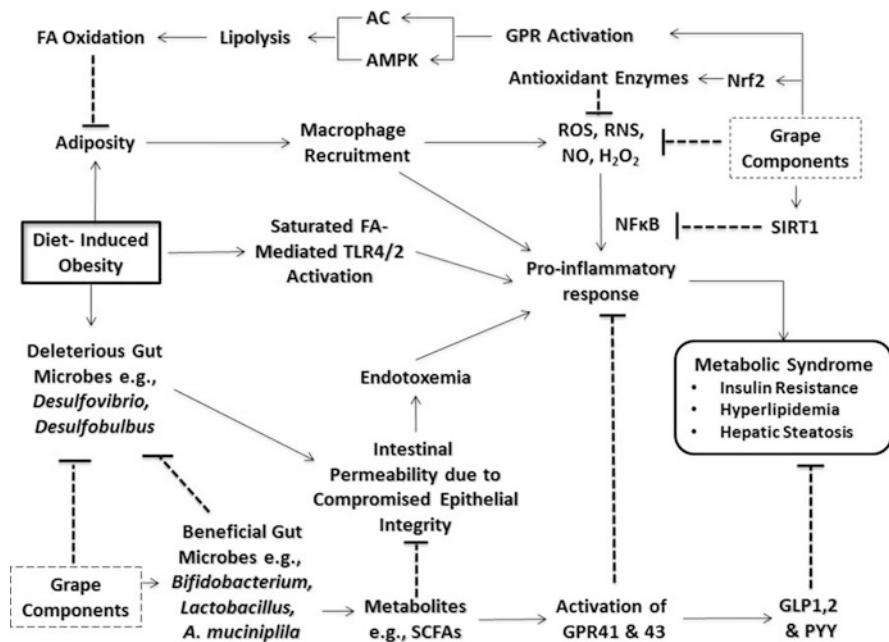 FA Oxidation
Lipolysis
AC
AMPK
GPR Activation
Antioxidant Enzymes
Nrf2
Adiposity
Macrophage
Recruitment
ROS, RNS,
NO, H₂O₂
Grape
Components
Diet- Induced
Obesity
Saturated FA-
Mediated TLR4/2
Activation
NFκB
SIRT1
Pro-inflammatory
response
Deleterious Gut
Microbes e.g.,
Desulfovibrio,
Desulfobulbus
Endotoxemia
Metabolic Syndrome
• Insulin Resistance
• Hyperlipidemia
• Hepatic Steatosis
Intestinal
Permeability due to
Compromised Epithelial
Integrity
Grape
Components
Beneficial Gut
Microbes e.g.,
Bifidobacterium,
Lactobacillus,
A. muciniplila
Metabolites
e.g., SCFAs
Activation of
GPR41 & 43
GLP1,2
& PYY